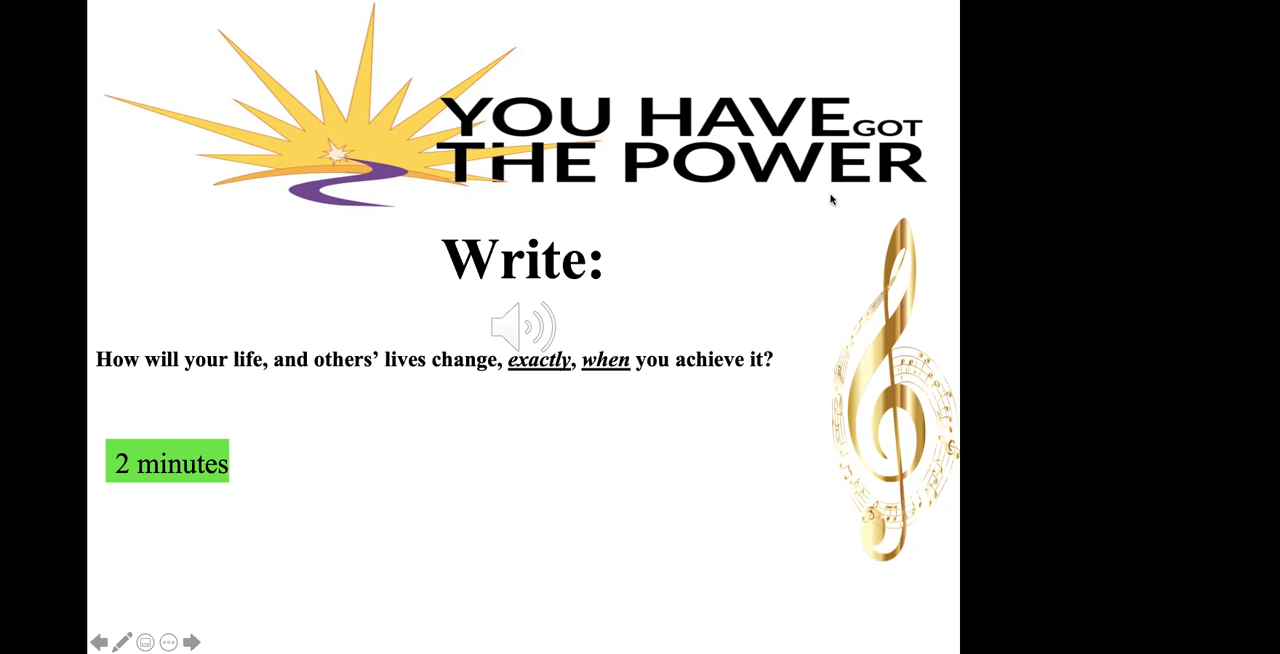 YOU HAVE GOT
THE POWER
Write:
How will your life, and others’ lives change, exactly, when you achieve it?
2 minutes